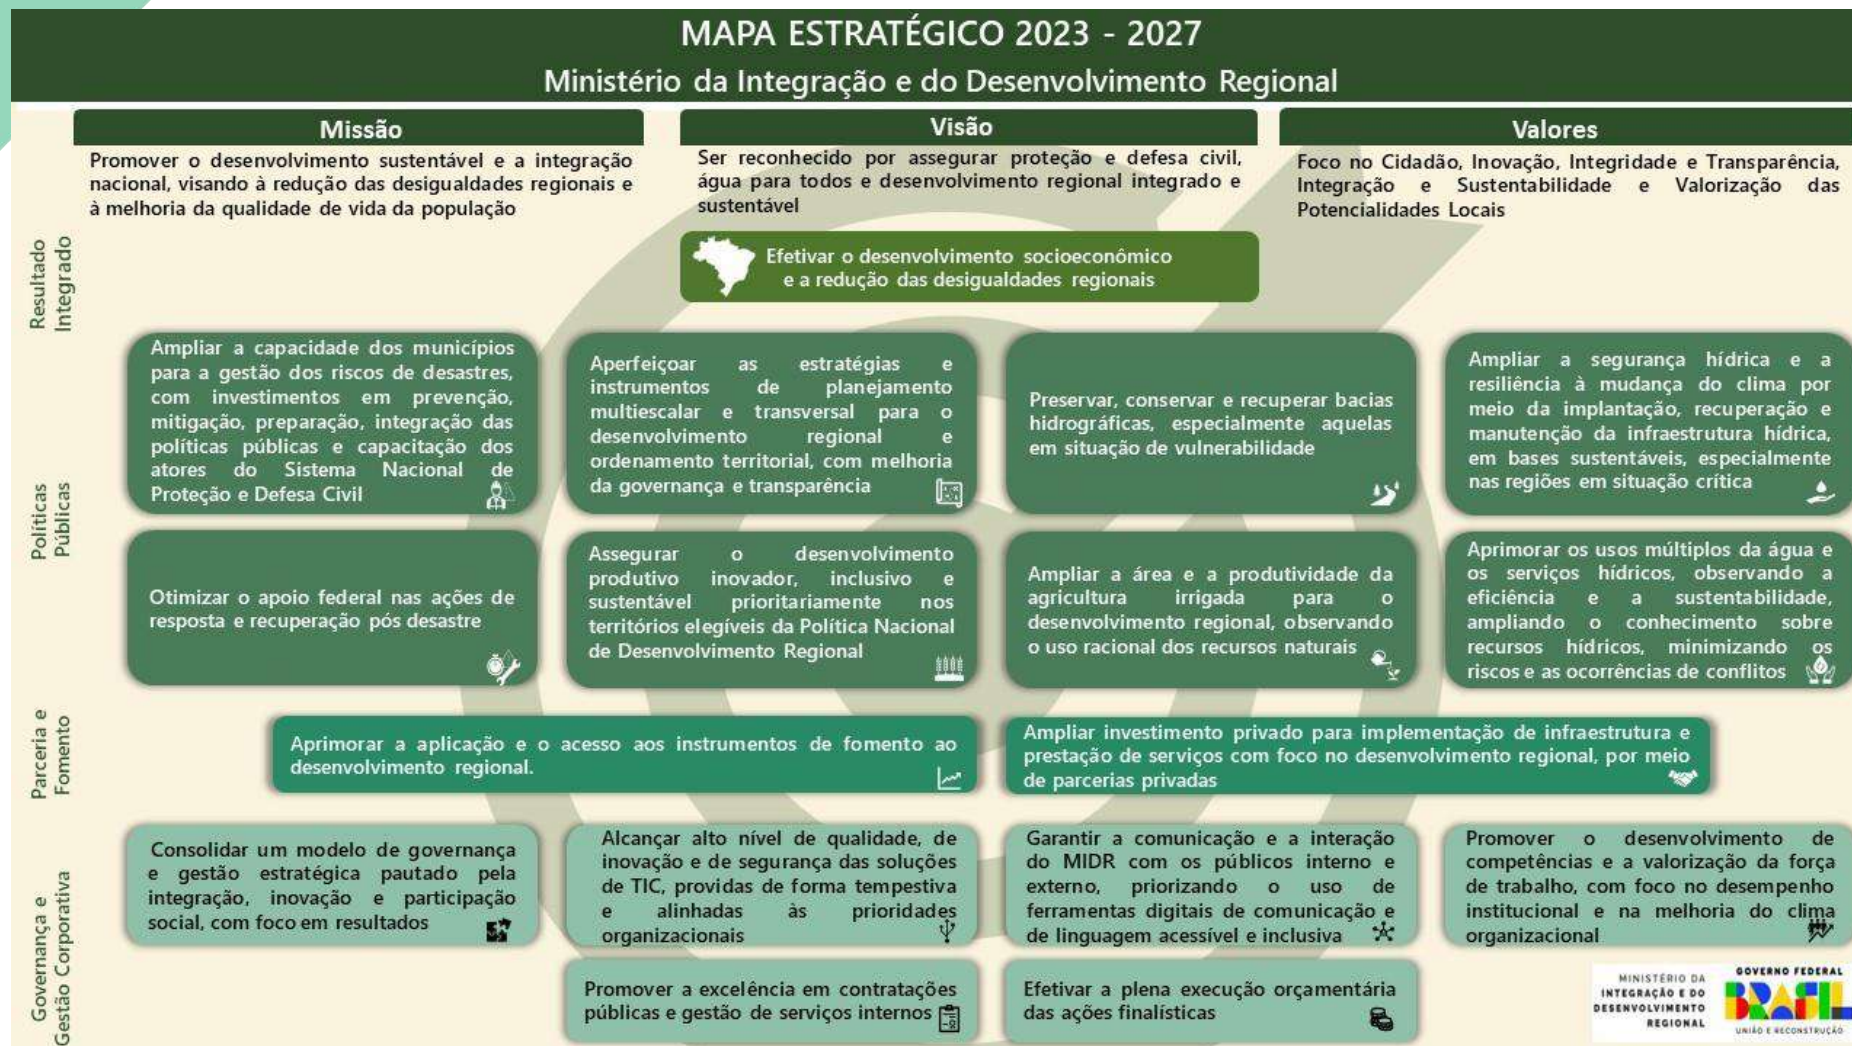 MAPA ESTRATÉGICO 2023 - 2027
Ministério da Integração e do Desenvolvimento Regional
Missão
Promover o desenvolvimento sustentável e a integração
nacional, visando à redução das desigualdades regionais e
à melhoria da qualidade de vida da população
Visão
Ser reconhecido por assegurar proteção e defesa civil,
água para todos e desenvolvimento regional integrado e
sustentável
Valores
Foco no Cidadão, Inovação, Integridade e Transparência,
Integração e Sustentabilidade e Valorização das
Potencialidades Locais
Resultado
Integrado
Efetivar o desenvolvimento socioeconômico
e a redução das desigualdades regionais
Políticas
Públicas
Ampliar a capacidade dos municípios
para a gestão dos riscos de desastres,
com investimentos em prevenção,
mitigação, preparação, integração das
políticas públicas e capacitação dos
atores do Sistema Nacional de
Proteção e Defesa Civil
Aperfeiçoar as estratégias e
instrumentos de planejamento
multiescalar e transversal para o
desenvolvimento regional e
ordenamento territorial, com melhoria
da governança e transparência
Preservar, conservar e recuperar bacias
hidrográficas, especialmente aquelas
em situação de vulnerabilidade
Ampliar a segurança hídrica e a
resiliência à mudança do clima por
meio da implantação, recuperação e
manutenção da infraestrutura hídrica,
em bases sustentáveis, especialmente
nas regiões em situação crítica
Otimizar o apoio federal nas ações de
resposta e recuperação pós desastre
Assegurar o desenvolvimento
produtivo inovador, inclusivo e
sustentável prioritariamente nos
territórios elegíveis da Política Nacional
de Desenvolvimento Regional
Ampliar a área e a produtividade da
agricultura irrigada para o
desenvolvimento regional, observando
o uso racional dos recursos naturais
Aprimorar os usos múltiplos da água e
os serviços hídricos, observando a
eficiência e a sustentabilidade,
ampliando o conhecimento sobre
recursos hídricos, minimizando os
riscos e as ocorrências de conflitos
Parceria e
Fomento
Aprimorar a aplicação e o acesso aos instrumentos de fomento ao
desenvolvimento regional.
Ampliar investimento privado para implementação de infraestrutura e
prestação de serviços com foco no desenvolvimento regional, por meio
de parcerias privadas
Governança e
Gestão Corporativa
Consolidar um modelo de governança
e gestão estratégica pautado pela
integração, inovação e participação
social, com foco em resultados
Alcançar alto nível de qualidade, de
inovação e de segurança das soluções
de TIC, providas de forma tempestiva
e alinhadas às prioridades
organizacionais
Garantir a comunicação e a interação
do MIDR com os públicos interno e
externo, priorizando o uso de
ferramentas digitais de comunicação e
de linguagem acessível e inclusiva
Promover o desenvolvimento de
competências e a valorização da força
de trabalho, com foco no desempenho
institucional e na melhoria do clima
organizacional
Promover a excelência em contratações
públicas e gestão de serviços internos
Efetivar a plena execução orçamentária
das ações finalísticas
MINISTÉRIO DA
INTEGRAÇÃO E DO
DESENVOLVIMENTO
REGIONAL
GOVERNO FEDERAL
BRASIL
UNIÃO E RECONSTRUÇÃO